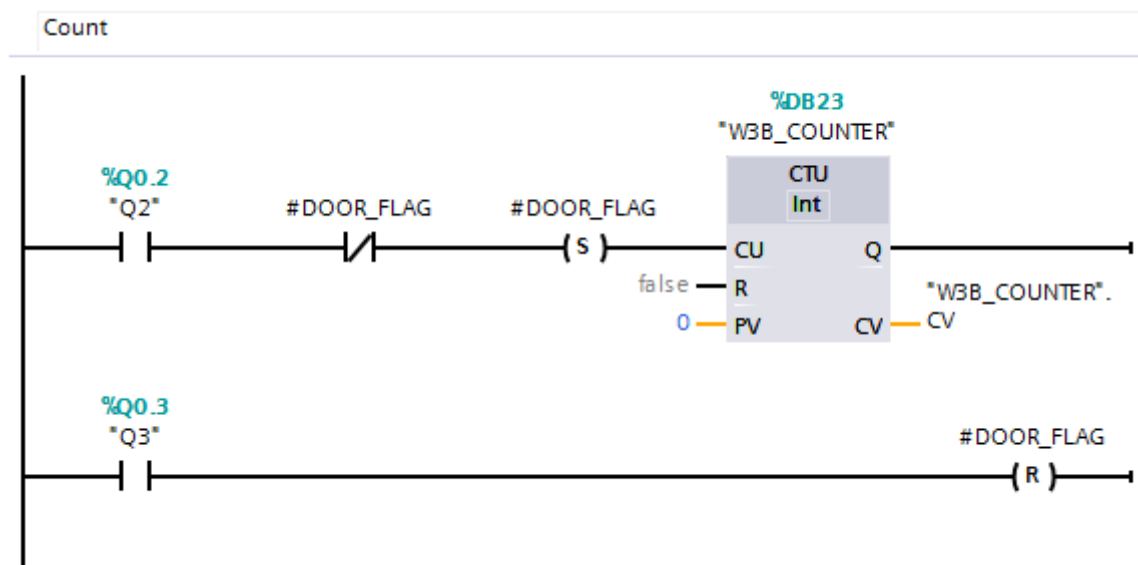 Count
%DB23
"W3B_COUNTER"
%Q0.2
"Q2"
#DOOR_FLAG
#DOOR_FLAG
S
CTU
Int
CU
Q
false
R
"W3B_COUNTER".
0
PV
CV
CV
%Q0.3
"Q3"
#DOOR_FLAG
R